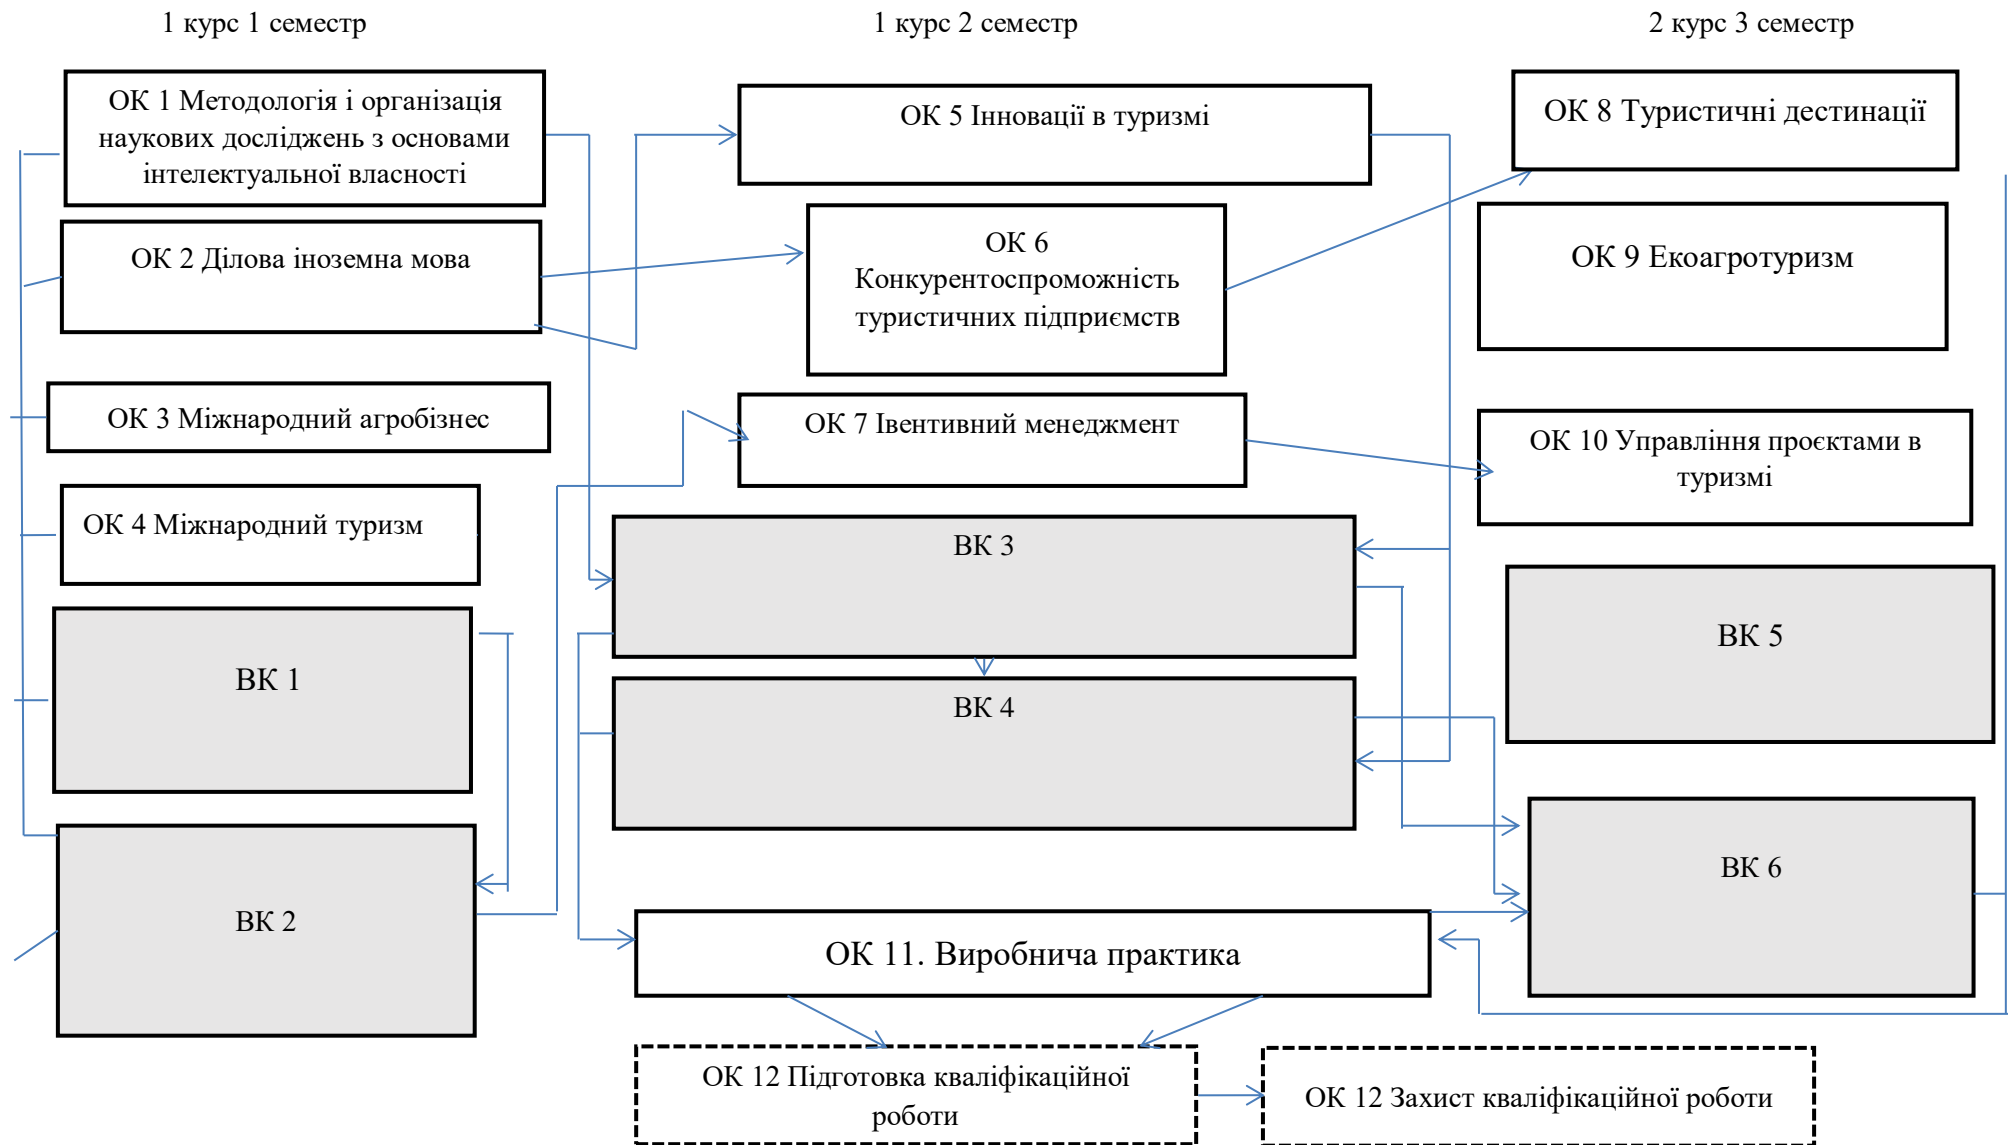 1 курс 1 семестр
1 курс 2 семестр
2 курс 3 семестр
ОК 1 Методологія і організація
наукових досліджень з основами
інтелектуальної власності
ОК 2 Ділова іноземна мова
ОК 3 Міжнародний агробізнес
ОК 4 Міжнародний туризм
ВК 1
ВК 2
ОК 5 Інновації в туризмі
ОК 6
Конкурентоспроможність
туристичних підприємств
ОК 7 Івентивний менеджмент
ВК 3
ВК 4
ОК 11. Виробнича практика
ОК 12 Підготовка кваліфікаційної
роботи
ОК 12 Захист кваліфікаційної роботи
ОК 8 Туристичні дестинації
ОК 9 Екоагротуризм
ОК 10 Управління проєктами в
туризмі
ВК 5
ВК 6